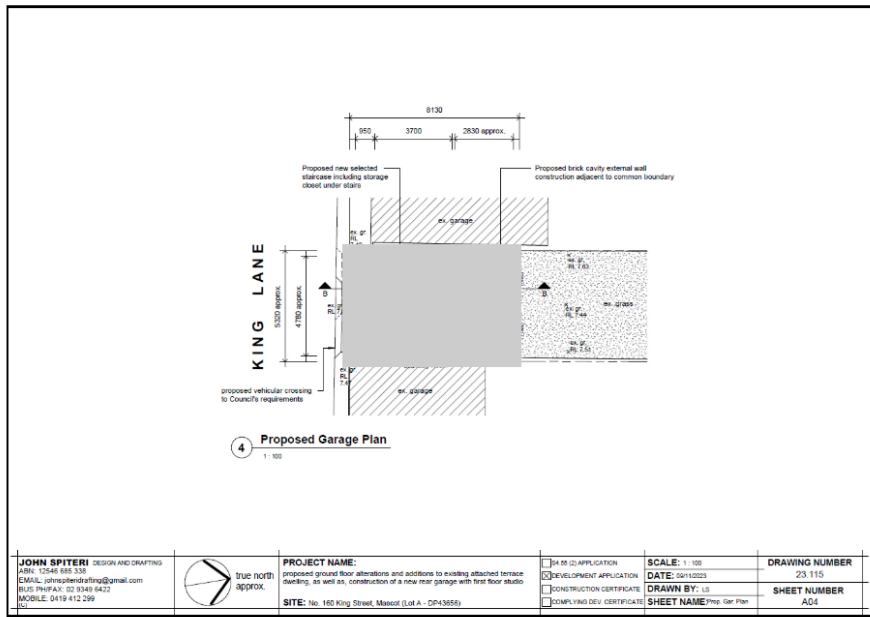 8130
950
3700
2830 approx.
Proposed new selected
staircase including storage
closet under stairs
Proposed brick cavity external wall
construction adjacent to common boundary
ex. garage
ex. gr.
RL
KING LANE
5320 approx.
4780 approx.
B
B
ex. gr.
RL 7.63
ex. gr.
RL 7.44
ex. grass
ex. gr.
RL 7.51
ex. gr.
RL
ex. gr.
RL
7.47
ex. garage
proposed vehicular crossing
to Council's requirements
4
Proposed Garage Plan
1 : 100
JOHN SPITERI DESIGN AND DRAFTING
ABN: 12546 685 338
EMAIL: johnspiteridrafting@gmail.com
BUS PH/FAX: 02 9349 6422
MOBILE: 0419 412 299
(C)
true north
approx.
PROJECT NAME:
proposed ground floor alterations and additions to existing attached terrace
dwelling, as well as, construction of a new rear garage with first floor studio
SITE: No. 160 King Street, Mascot (Lot A - DP43656)
S4.55 (2) APPLICATION
DEVELOPMENT APPLICATION
CONSTRUCTION CERTIFICATE
COMPLYING DEV. CERTIFICATE
SCALE: 1 : 100
DATE: 09/11/2023
DRAWN BY: LS
SHEET NAME: Prop. Gar. Plan
DRAWING NUMBER
23.115
SHEET NUMBER
A04